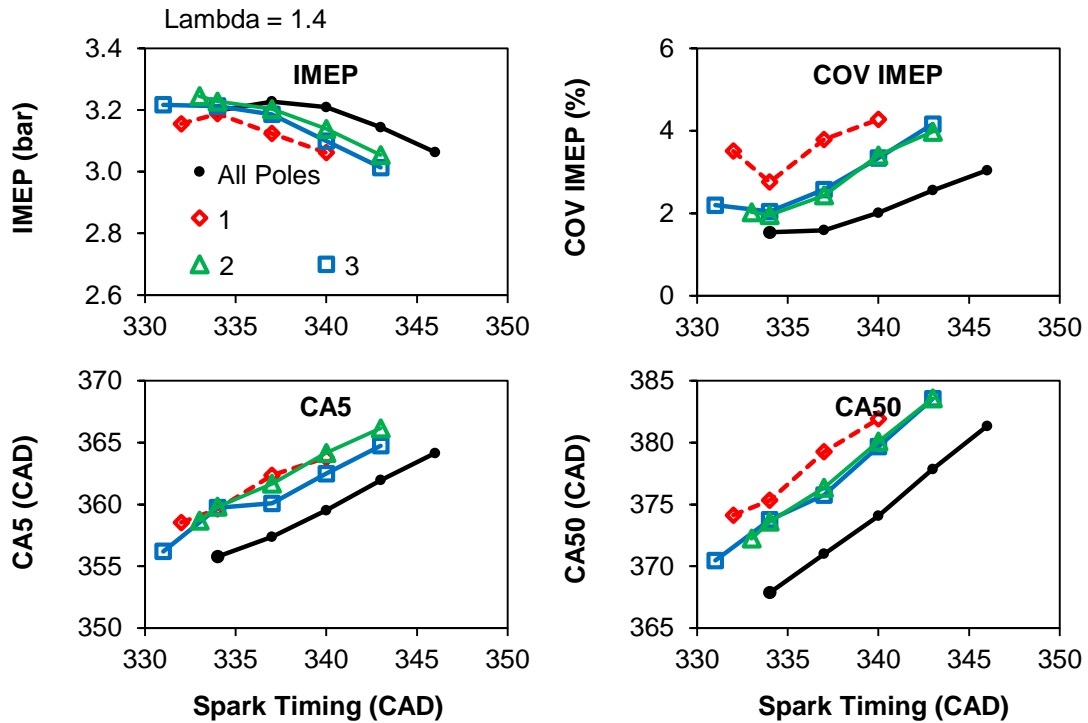 Lambda = 1.4
3.4
3.2
3.0
2.8
2.6
IMEP (bar)
IMEP
All Poles
1
2
3
330 335 340 345 350
6
4
2
0
COV IMEP (%)
COV IMEP
330 335 340 345 350
370
365
360
355
350
CA5 (CAD)
CA5
330 335 340 345 350
Spark Timing (CAD)
385
380
375
370
365
CA50 (CAD)
CA50
330 335 340 345 350
Spark Timing (CAD)